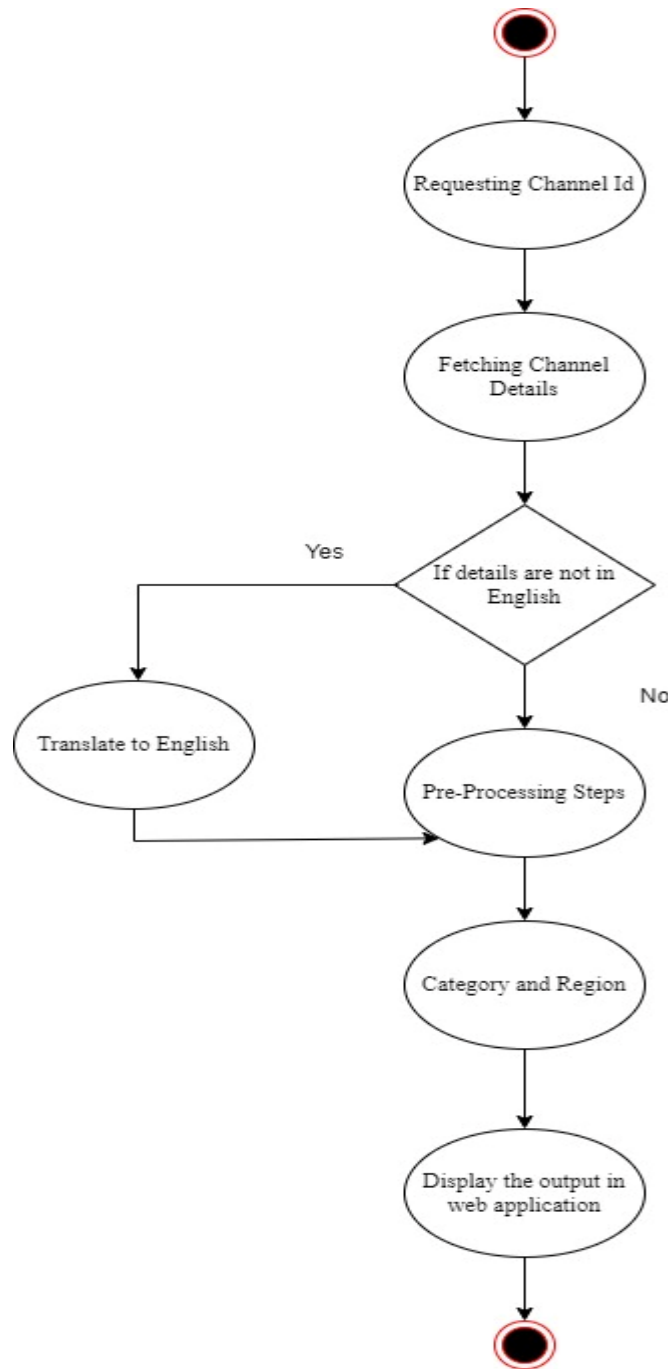 Requesting Channel Id
Fetching Channel
Details
If details are not in
English
Yes
No
Translate to English
Pre-Processing Steps
Category and Region
Display the output in
web application